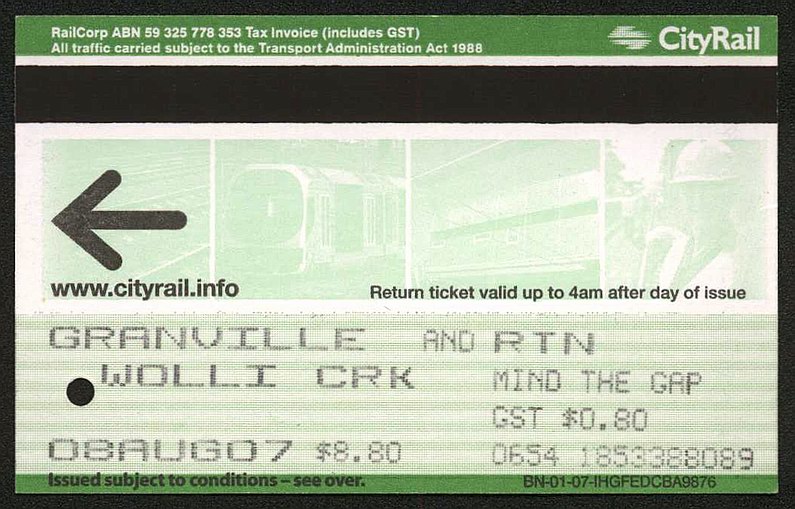 RailCorp ABN 59 325 778 353 Tax Invoice (includes GST)
All traffic carried subject to the Transport Administration Act 1988
CityRail
www.cityrail.info
Return ticket valid up to 4am after day of issue
GRANVILLE AND RTN
WOLLI CRK MIND THE GAP
GST $0.80
08AUG07 $8.80 0654 1853388089
Issued subject to conditions – see over.
BN-01-07-IHGFEDCBA9876